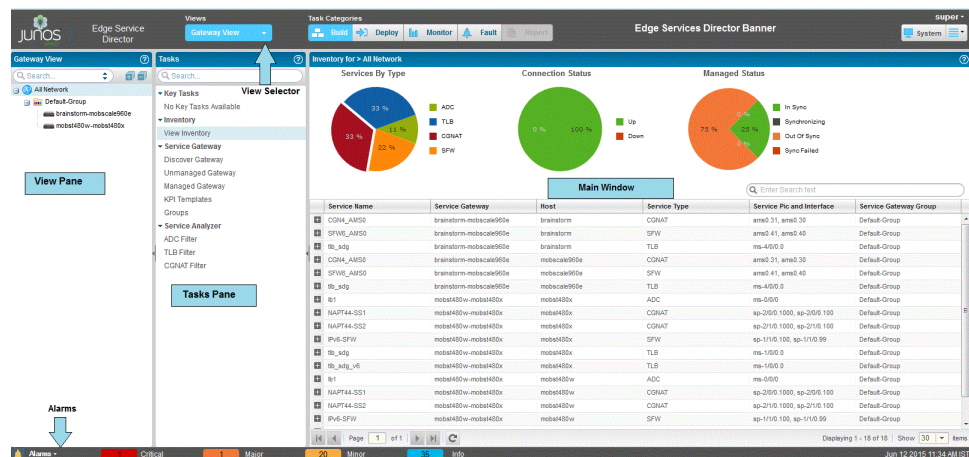 super
Views
Task Categories
JUNOS
Edge Service Director
Gateway View
Build
Deploy
Monitor
Fault
Report
Edge Services Director Banner
System
Gateway View
Tasks
Inventory for > All Network
Search...
Search...
View Selector
All Network
Default-Group
brainstorm-mobscale960e
mobst480w-mobst480x
View Pane
Key Tasks
No Key Tasks Available
Inventory
View Inventory
Service Gateway
Discover Gateway
Unmanaged Gateway
Managed Gateway
KPI Templates
Groups
Service Analyzer
ADC Filter
TLB Filter
CGNAT Filter
Tasks Pane
Services By Type
33 %
11 %
33 %
22 %
ADC
TLB
CGNAT
SFW
Connection Status
0 %
100 %
Up
Down
Managed Status
0 %
75 %
25 %
0 %
In Sync
Synchronizing
Out Of Sync
Sync Failed
Main Window
Enter Search text
Service Name Service Gateway Host Service Type Service Pic and Interface Service Gateway Group
CGN4_AMS0 brainstorm-mobscale960e brainstorm CGNAT ams0.31, ams0.30 Default-Group
SFW6_AMS0 brainstorm-mobscale960e brainstorm SFW ams0.41, ams0.40 Default-Group
tlb_sdg brainstorm-mobscale960e brainstorm TLB ms-4/0/0.0 Default-Group
CGN4_AMS0 brainstorm-mobscale960e mobscale960e CGNAT ams0.31, ams0.30 Default-Group
SFW6_AMS0 brainstorm-mobscale960e mobscale960e SFW ams0.41, ams0.40 Default-Group
tlb_sdg brainstorm-mobscale960e mobscale960e TLB ms-4/0/0.0 Default-Group
lb1 mobst480w-mobst480x mobst480x ADC ms-0/0/0 Default-Group
NAPT44-SS1 mobst480w-mobst480x mobst480x CGNAT sp-2/0/0.1000, sp-2/0/0.100 Default-Group
NAPT44-SS2 mobst480w-mobst480x mobst480x CGNAT sp-2/1/0.1000, sp-2/1/0.100 Default-Group
IPv6-SFW mobst480w-mobst480x mobst480x SFW sp-1/1/0.100, sp-1/1/0.99 Default-Group
tlb_sdg mobst480w-mobst480x mobst480x TLB ms-1/0/0.0 Default-Group
tlb_sdg_v6 mobst480w-mobst480x mobst480x TLB ms-1/0/0.0 Default-Group
lb1 mobst480w-mobst480x mobst480w ADC ms-0/0/0 Default-Group
NAPT44-SS1 mobst480w-mobst480x mobst480w CGNAT sp-2/0/0.1000, sp-2/0/0.100 Default-Group
NAPT44-SS2 mobst480w-mobst480x mobst480w CGNAT sp-2/1/0.1000, sp-2/1/0.100 Default-Group
IPv6-SFW mobst480w-mobst480x mobst480w SFW sp-1/1/0.100, sp-1/1/0.99 Default-Group
Page 1 of 1
Displaying 1 - 18 of 18 Show 30 items
Alarms
Alarms
Critical
1 Major
20 Minor
35 Info
Jun 12 2015 11:34 AM IST